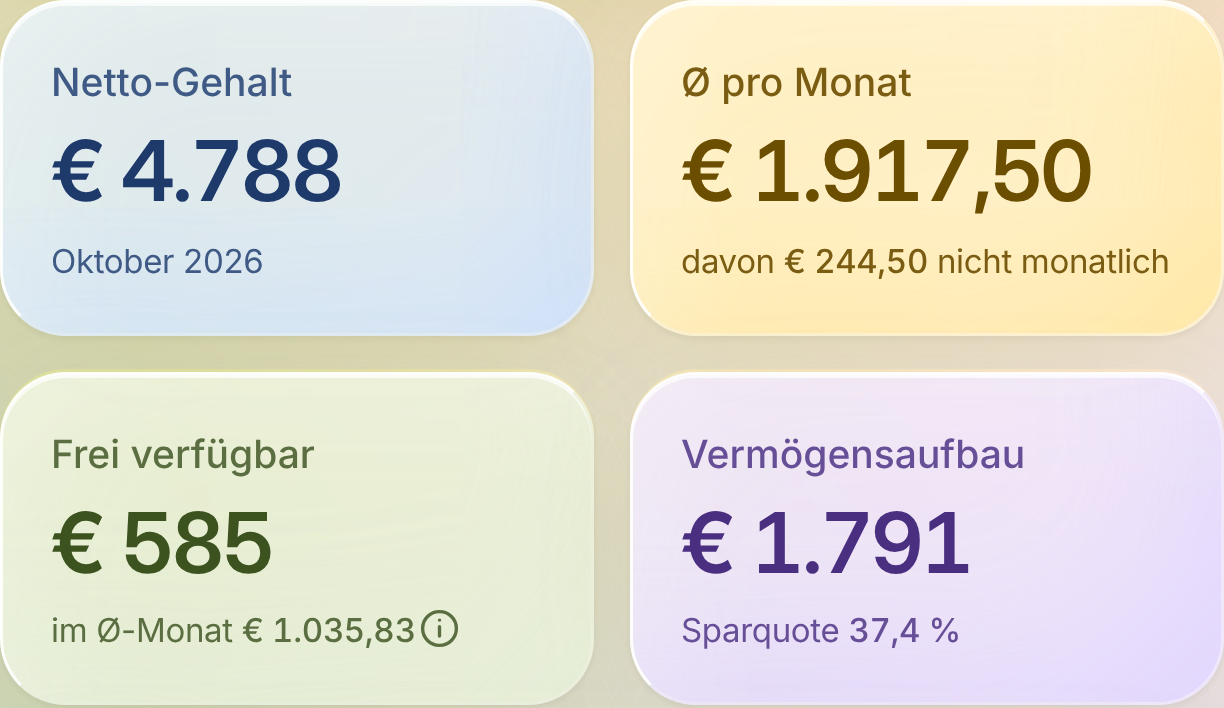 Netto-Gehalt
€ 4.788
Oktober 2026
Ø pro Monat
€ 1.917,50
davon € 244,50 nicht monatlich
Frei verfügbar
€ 585
im Ø-Monat € 1.035,83
Vermögensaufbau
€ 1.791
Sparquote 37,4 %